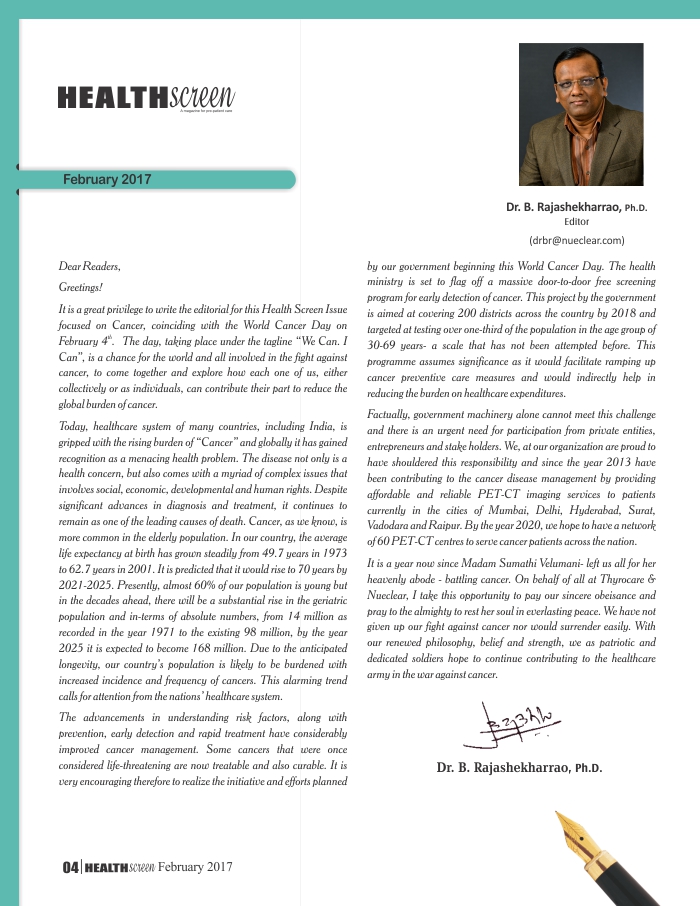 HEALTHscreen
A magazine for pro-patient care
February 2017
Dr. B. Rajashekharrao, Ph.D.
Editor
(drbr@nueclear.com)
Dear Readers,
Greetings!
It is a great privilege to write the editorial for this Health Screen Issue
focused on Cancer, coinciding with the World Cancer Day on
February 4th. The day, taking place under the tagline “We Can. I
Can”, is a chance for the world and all involved in the fight against
cancer, to come together and explore how each one of us, either
collectively or as individuals, can contribute their part to reduce the
global burden of cancer.
Today, healthcare system of many countries, including India, is
gripped with the rising burden of “Cancer” and globally it has gained
recognition as a menacing health problem. The disease not only is a
health concern, but also comes with a myriad of complex issues that
involves social, economic, developmental and human rights. Despite
significant advances in diagnosis and treatment, it continues to
remain as one of the leading causes of death. Cancer, as we know, is
more common in the elderly population. In our country, the average
life expectancy at birth has grown steadily from 49.7 years in 1973
to 62.7 years in 2001. It is predicted that it would rise to 70 years by
2021-2025. Presently, almost 60% of our population is young but
in the decades ahead, there will be a substantial rise in the geriatric
population and in-terms of absolute numbers, from 14 million as
recorded in the year 1971 to the existing 98 million, by the year
2025 it is expected to become 168 million. Due to the anticipated
longevity, our country’s population is likely to be burdened with
increased incidence and frequency of cancers. This alarming trend
calls for attention from the nations’ healthcare system.
The advancements in understanding risk factors, along with
prevention, early detection and rapid treatment have considerably
improved cancer management. Some cancers that were once
considered life-threatening are now treatable and also curable. It is
very encouraging therefore to realize the initiative and efforts planned
by our government beginning this World Cancer Day. The health
ministry is set to flag off a massive door-to-door free screening
program for early detection of cancer. This project by the government
is aimed at covering 200 districts across the country by 2018 and
targeted at testing over one-third of the population in the age group of
30-69 years- a scale that has not been attempted before. This
programme assumes significance as it would facilitate ramping up
cancer preventive care measures and would indirectly help in
reducing the burden on healthcare expenditures.
Factually, government machinery alone cannot meet this challenge
and there is an urgent need for participation from private entities,
entrepreneurs and stake holders. We, at our organization are proud to
have shouldered this responsibility and since the year 2013 have
been contributing to the cancer disease management by providing
affordable and reliable PET-CT imaging services to patients
currently in the cities of Mumbai, Delhi, Hyderabad, Surat,
Vadodara and Raipur. By the year 2020, we hope to have a network
of 60 PET-CT centres to serve cancer patients across the nation.
It is a year now since Madam Sumathi Velumani- left us all for her
heavenly abode - battling cancer. On behalf of all at Thyrocare &
Nueclear, I take this opportunity to pay our sincere obeisance and
pray to the almighty to rest her soul in everlasting peace. We have not
given up our fight against cancer nor would surrender easily. With
our renewed philosophy, belief and strength, we as patriotic and
dedicated soldiers hope to continue contributing to the healthcare
army in the war against cancer.
Dr. B. Rajashekharrao, Ph.D.
04 HEALTHscreen February 2017